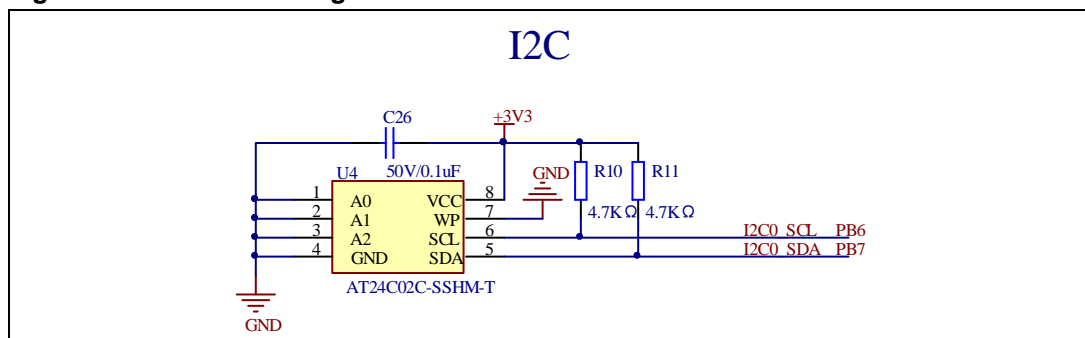 I2C
C26
+3V3
U4
50V/0.1uF
GND
R10
R11
4.7KΩ
4.7KΩ
1
A0
VCC
8
2
A1
WP
7
3
A2
SCL
6
I2C0_SCL
PB6
4
GND
SDA
5
I2C0_SDA
PB7
AT24C02C-SSHM-T
GND